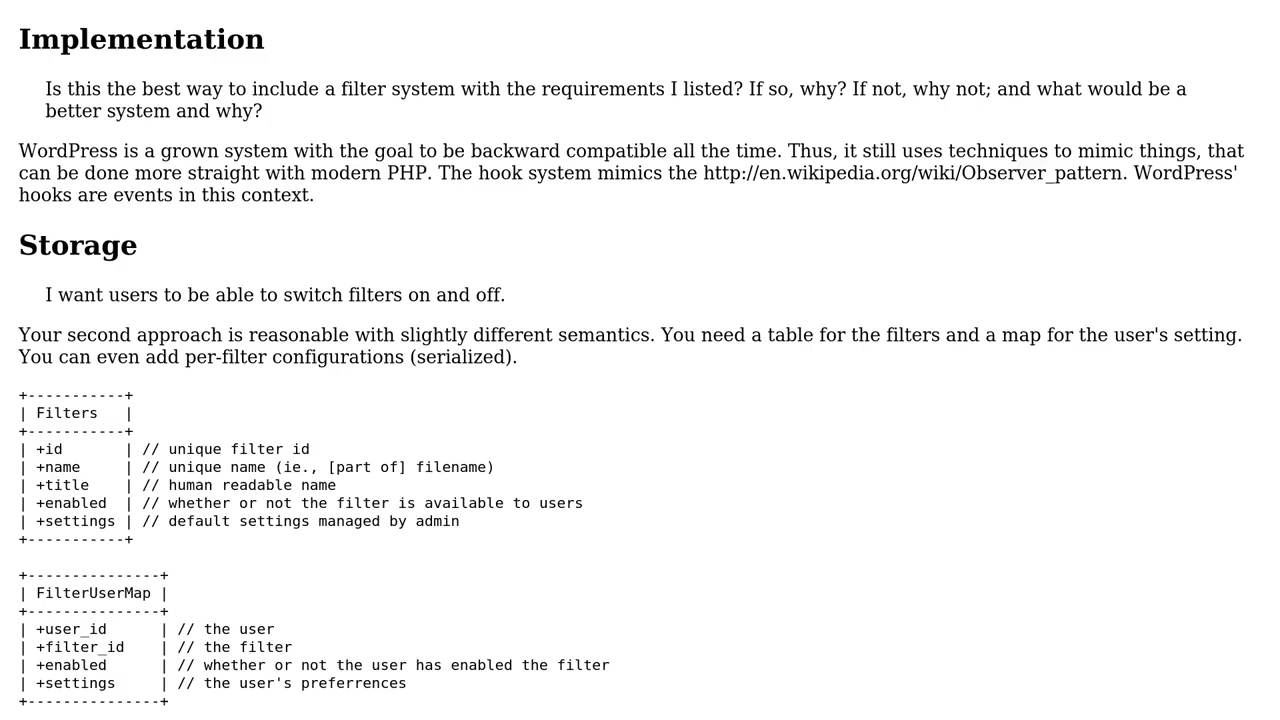 Implementation
Is this the best way to include a filter system with the requirements I listed? If so, why? If not, why not; and what would be a
better system and why?
WordPress is a grown system with the goal to be backward compatible all the time. Thus, it still uses techniques to mimic things, that
can be done more straight with modern PHP. The hook system mimics the http://en.wikipedia.org/wiki/Observer_pattern. WordPress'
hooks are events in this context.
Storage
I want users to be able to switch filters on and off.
Your second approach is reasonable with slightly different semantics. You need a table for the filters and a map for the user's setting.
You can even add per-filter configurations (serialized).
+-----------+
| Filters   |
+-----------+
| +id       | // unique filter id
| +name     | // unique name (ie., [part of] filename)
| +title    | // human readable name
| +enabled  | // whether or not the filter is available to users
| +settings | // default settings managed by admin
+-----------+
+---------------+
| FilterUserMap |
+---------------+
| +user_id      | // the user
| +filter_id    | // the filter
| +enabled      | // whether or not the user has enabled the filter
| +settings     | // the user's preferrences
+---------------+